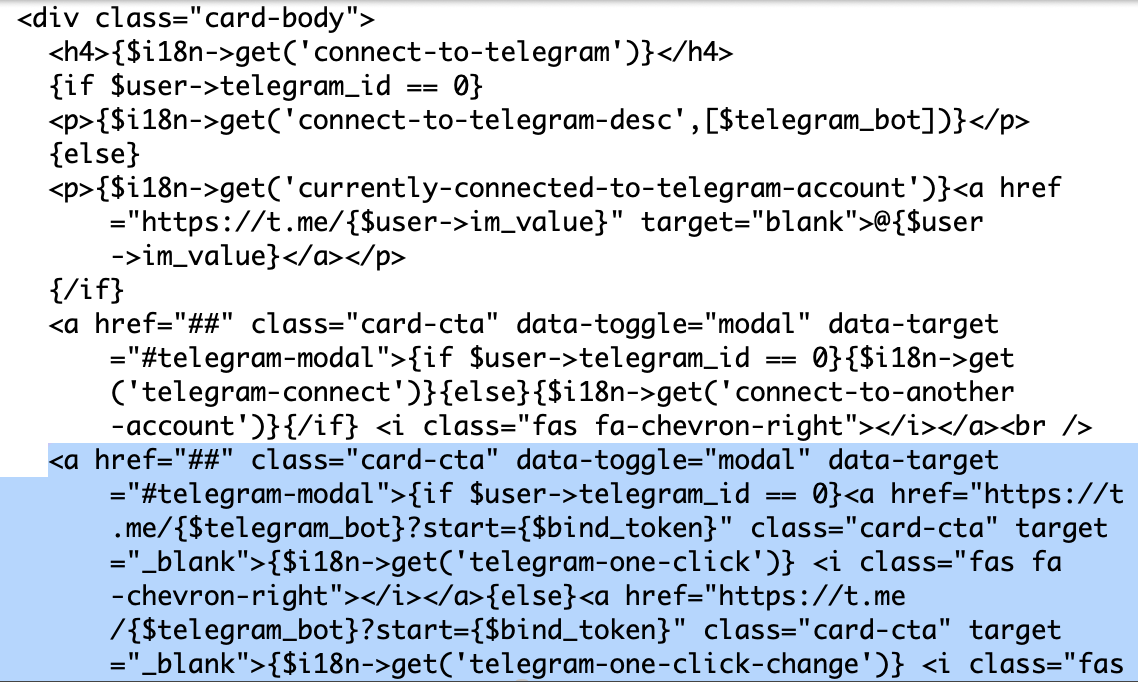 <div class="card-body">
<h4>{$i18n->get('connect-to-telegram')}</h4>
{if $user->telegram_id == 0}
<p>{$i18n->get('connect-to-telegram-desc',[$telegram_bot])}</p>
{else}
<p>{$i18n->get('currently-connected-to-telegram-account')}<a href
="https://t.me/{$user->im_value}" target="blank">@{$user
->im_value}</a></p>
{/if}
<a href="##" class="card-cta" data-toggle="modal" data-target
="#telegram-modal">{if $user->telegram_id == 0}{$i18n->get
('telegram-connect')}{else}{$i18n->get('connect-to-another
-account')}{/if} <i class="fas fa-chevron-right"></i></a><br />
<a href="##" class="card-cta" data-toggle="modal" data-target
="#telegram-modal">{if $user->telegram_id == 0}<a href="https://t
.me/{$telegram_bot}?start={$bind_token}" class="card-cta" target
="_blank">{$i18n->get('telegram-one-click')} <i class="fas fa
-chevron-right"></i></a>{else}<a href="https://t.me
/{$telegram_bot}?start={$bind_token}" class="card-cta" target
="_blank">{$i18n->get('telegram-one-click-change')} <i class="fas